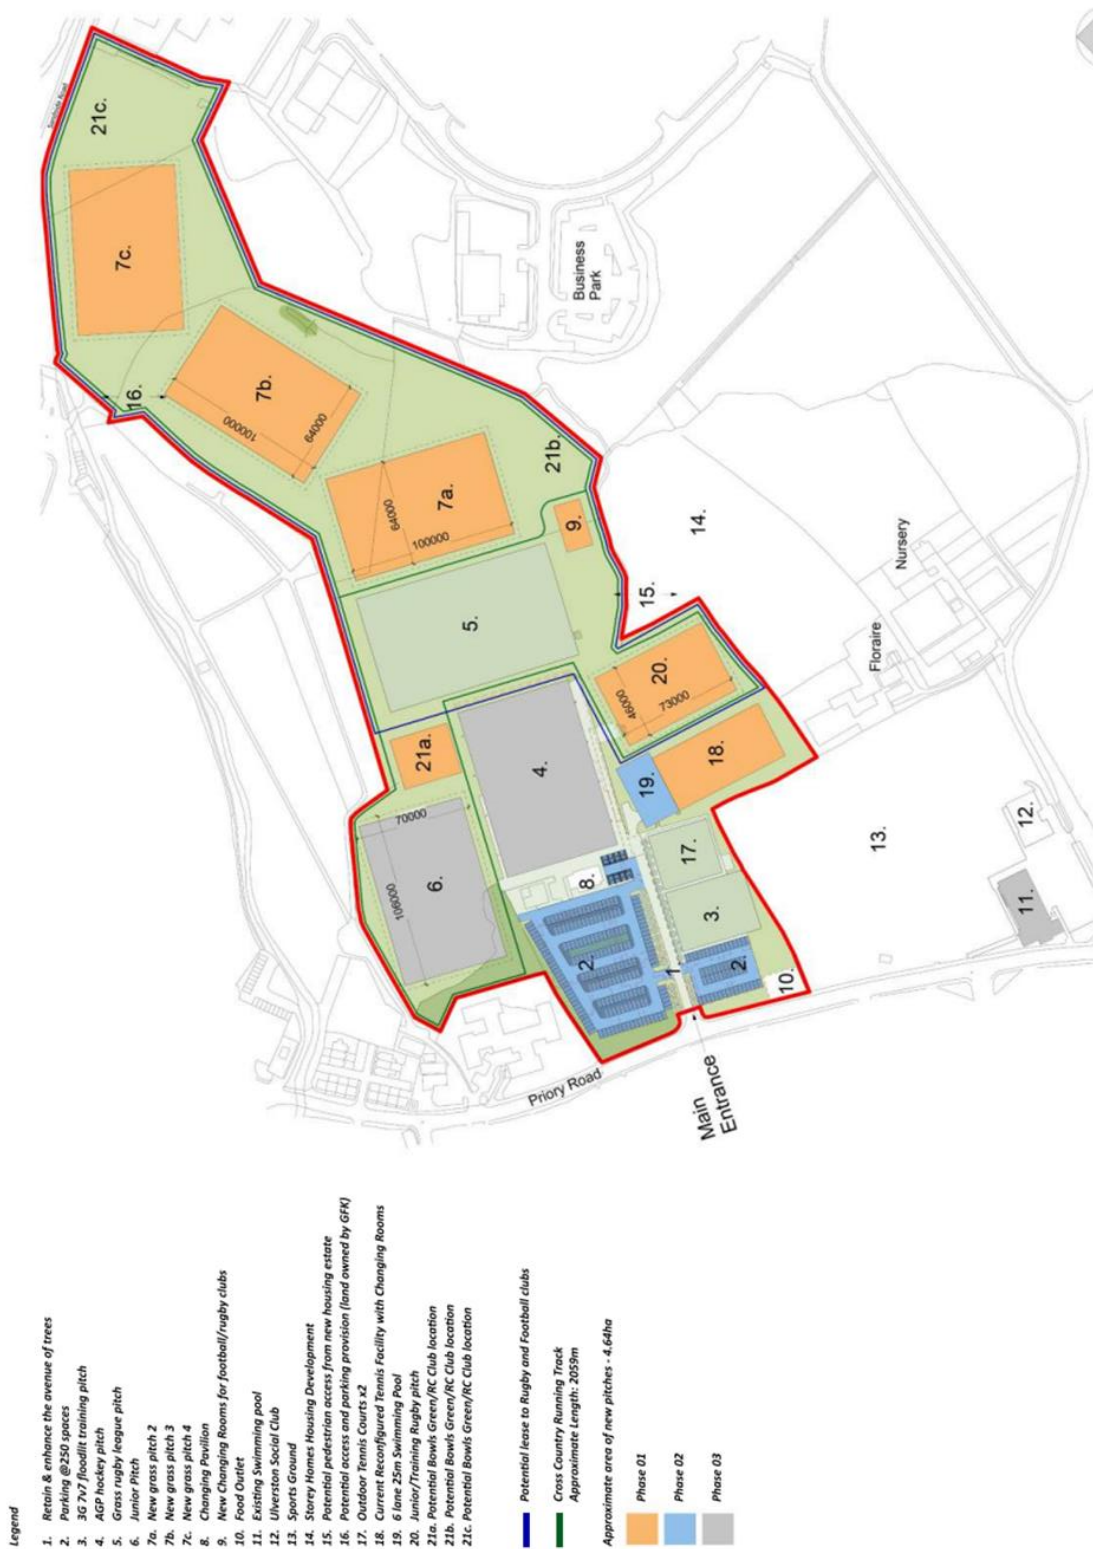 Legend
1. Retain & enhance the avenue of trees
2. Parking @250 spaces
3. 3G 7v7 floodlit training pitch
4. AGP hockey pitch
5. Grass rugby league pitch
6. Junior Pitch
7a. New grass pitch 2
7b. New grass pitch 3
7c. New grass pitch 4
8. Changing Pavilion
9. New Changing Rooms for football/rugby clubs
10. Food Outlet
11. Existing Swimming pool
12. Ulverston Social Club
13. Sports Ground
14. Storey Homes Housing Development
15. Potential pedestrian access from new housing estate
16. Potential access and parking provision (land owned by GFK)
17. Outdoor Tennis Courts x2
18. Current Reconfigured Tennis Facility with Changing Rooms
19. 6 lane 25m Swimming Pool
20. Junior/Training Rugby pitch
21a. Potential Bowls Green/RC Club location
21b. Potential Bowls Green/RC Club location
21c. Potential Bowls Green/RC Club location
Potential lease to Rugby and Football clubs
Cross Country Running Track
Approximate Length: 2059m
Approximate area of new pitches - 4.64ha
Phase 01
Phase 02
Phase 03
Priory Road
Main
Entrance
6.
106000
70000
21a.
5.
7a.
64000
100000
7b.
100000
64000
16.
7c.
21c.
Sandside Road
21b.
9.
4.
8.
2.
1.
2.
3.
10.
17.
19.
18.
20.
46000
73000
15.
14.
13.
11.
12.
Floraire
Nursery
Business
Park